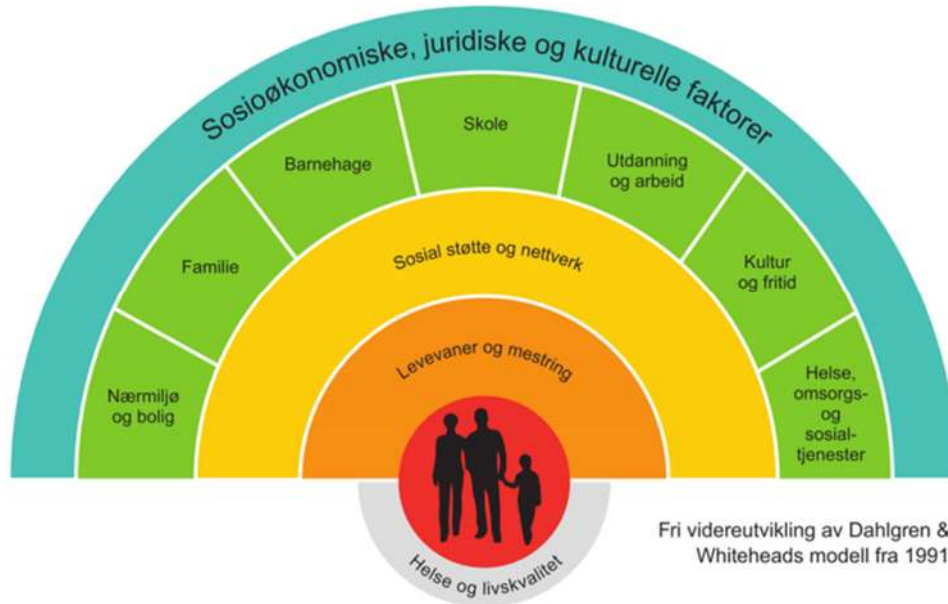 Sosioøkonomiske, juridiske og kulturelle faktorer
Skole
Barnehage
Utdanning
og arbeid
Familie
Kultur
og fritid
Sosial støtte og nettverk
Nærmiljø
og bolig
Levevaner og mestring
Helse,
omsorgs-
og
sosial-
tjenester
Helse og livskvalitet
Fri videreutvikling av Dahlgren &
Whiteheads modell fra 1991